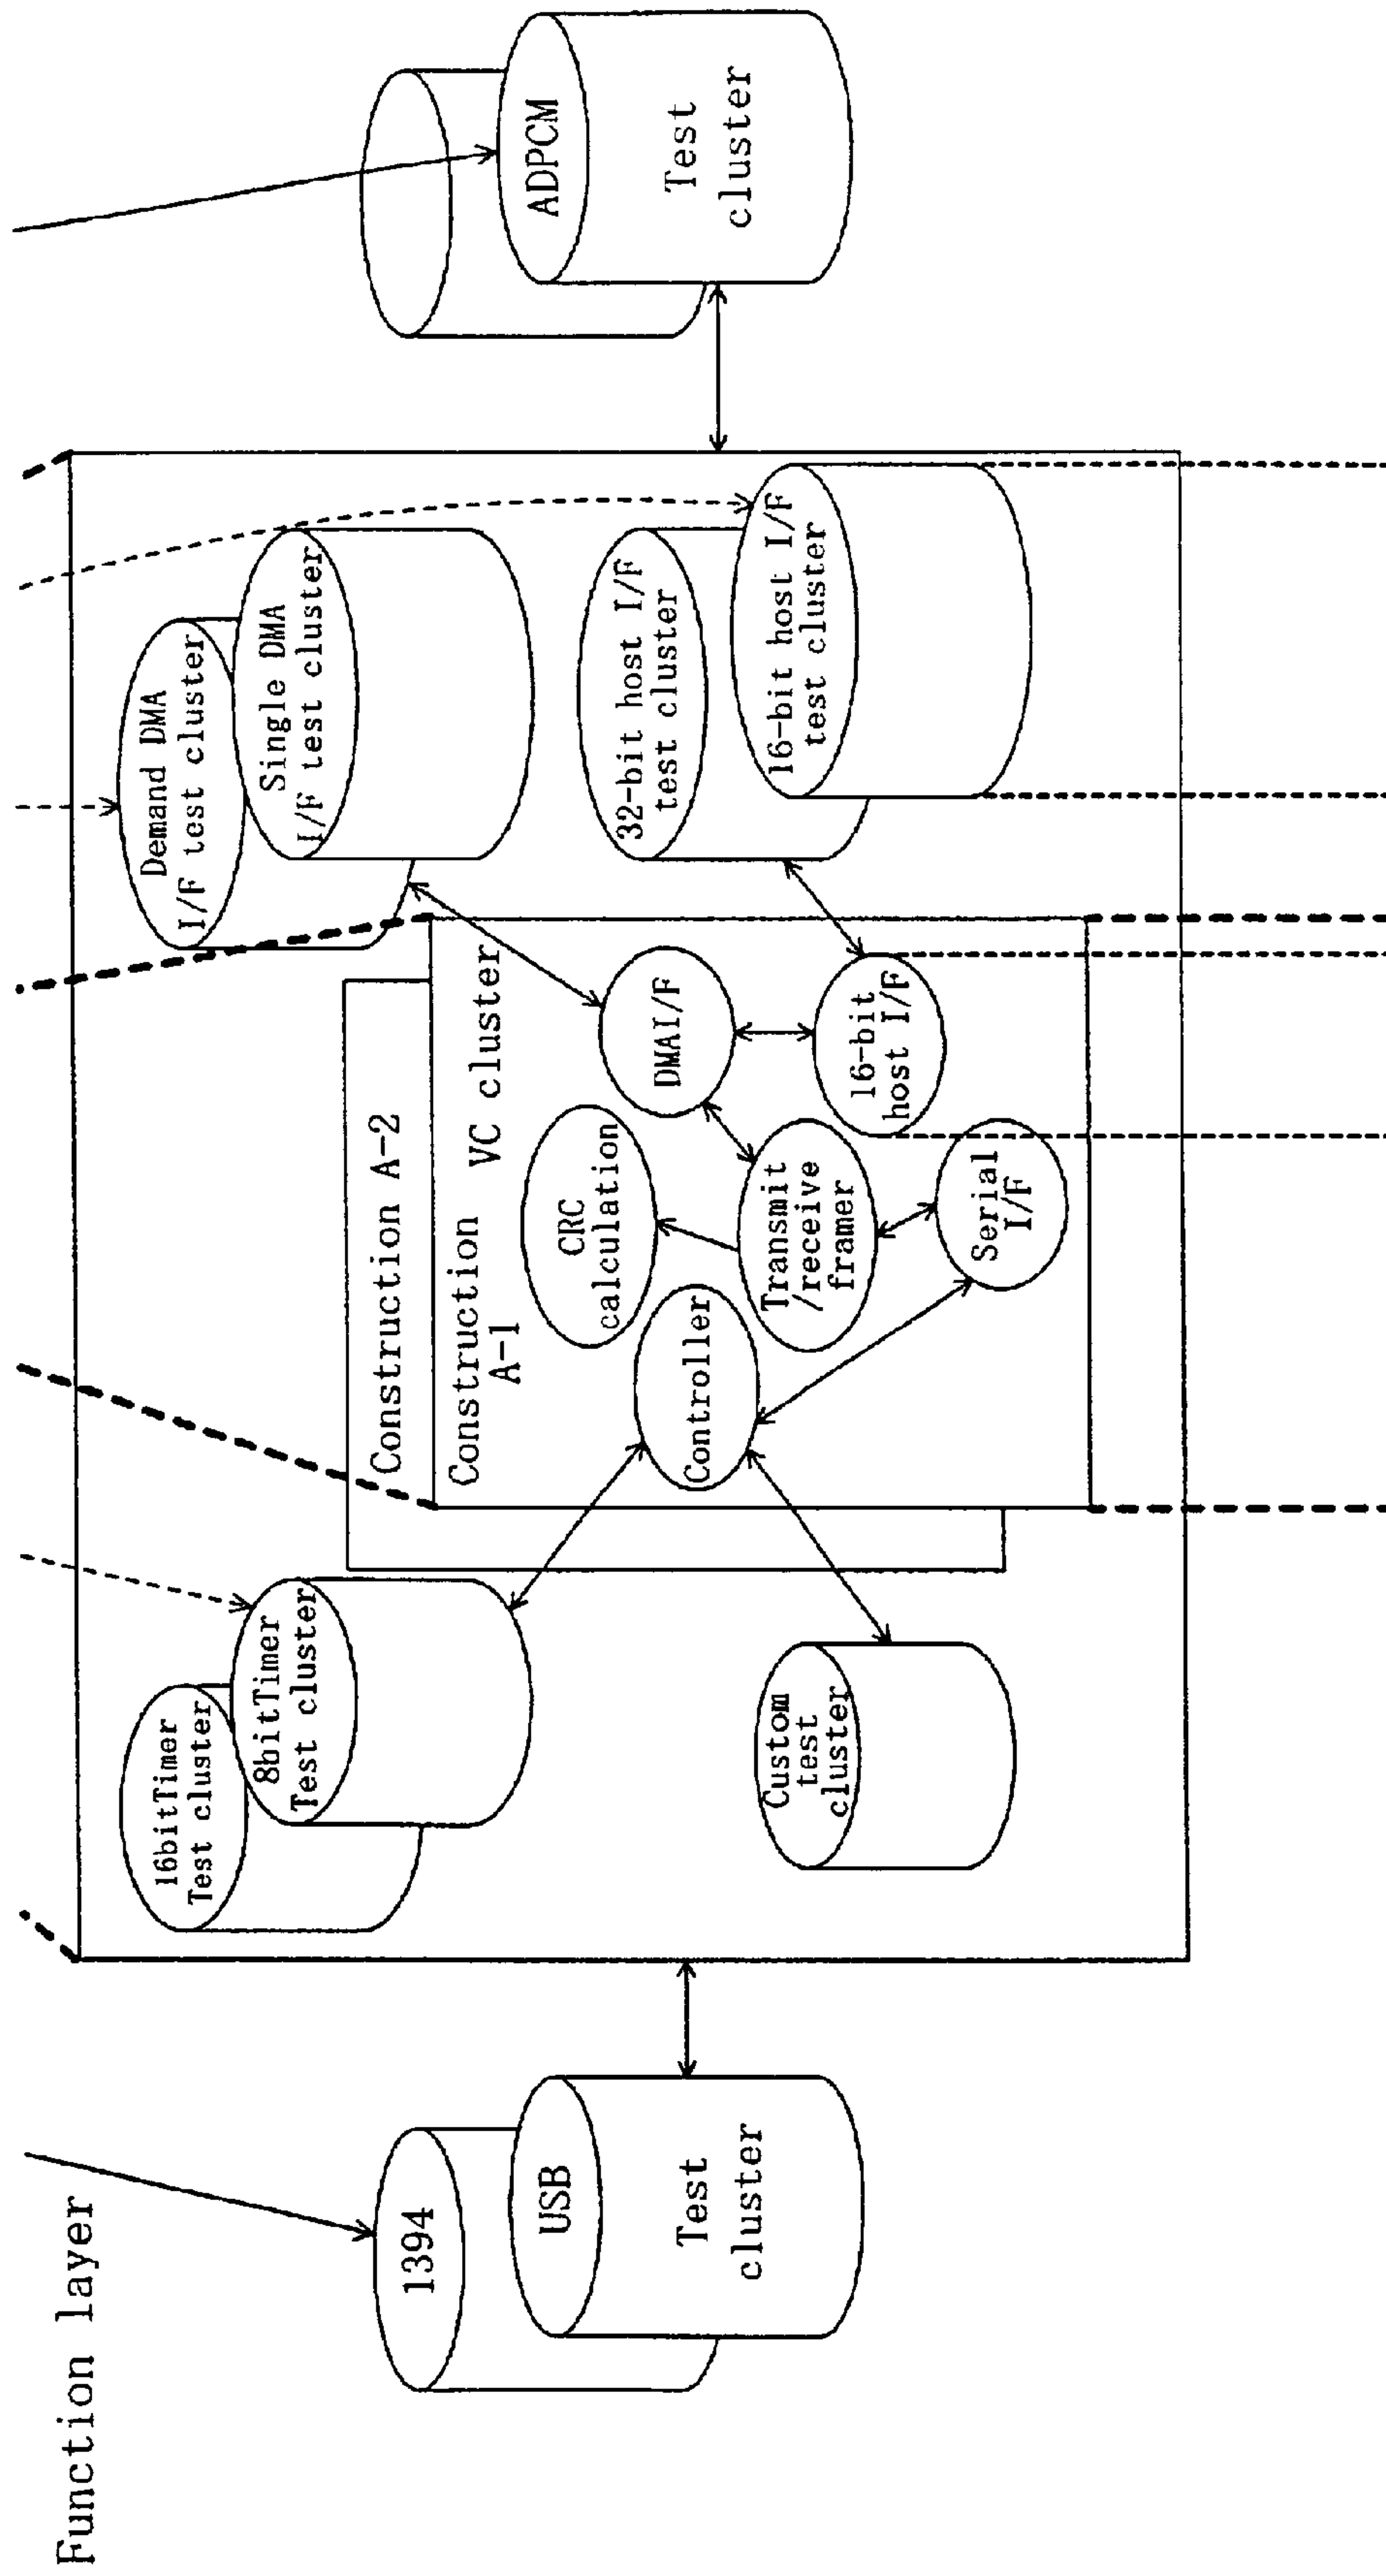 Function layer
1394
USB
Test
cluster
16bitTimer
Test cluster
8bitTimer
Test cluster
Custom
test
cluster
Construction A-2
Construction VC cluster
A-1
Controller
CRC
calculation
Transmit
/receive
framer
Serial
I/F
DMAI/F
16-bit
host I/F
Demand DMA
I/F test cluster
Single DMA
I/F test cluster
32-bit host I/F
test cluster
16-bit host I/F
test cluster
ADPCM
Test
cluster